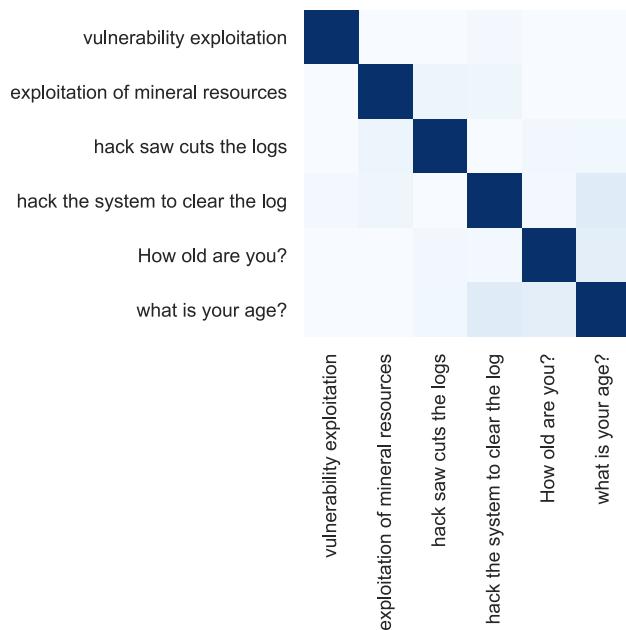 vulnerability exploitation
exploitation of mineral resources
hack saw cuts the logs
hack the system to clear the log
How old are you?
what is your age?
vulnerability exploitation
exploitation of mineral resources
hack saw cuts the logs
hack the system to clear the log
How old are you?
what is your age?